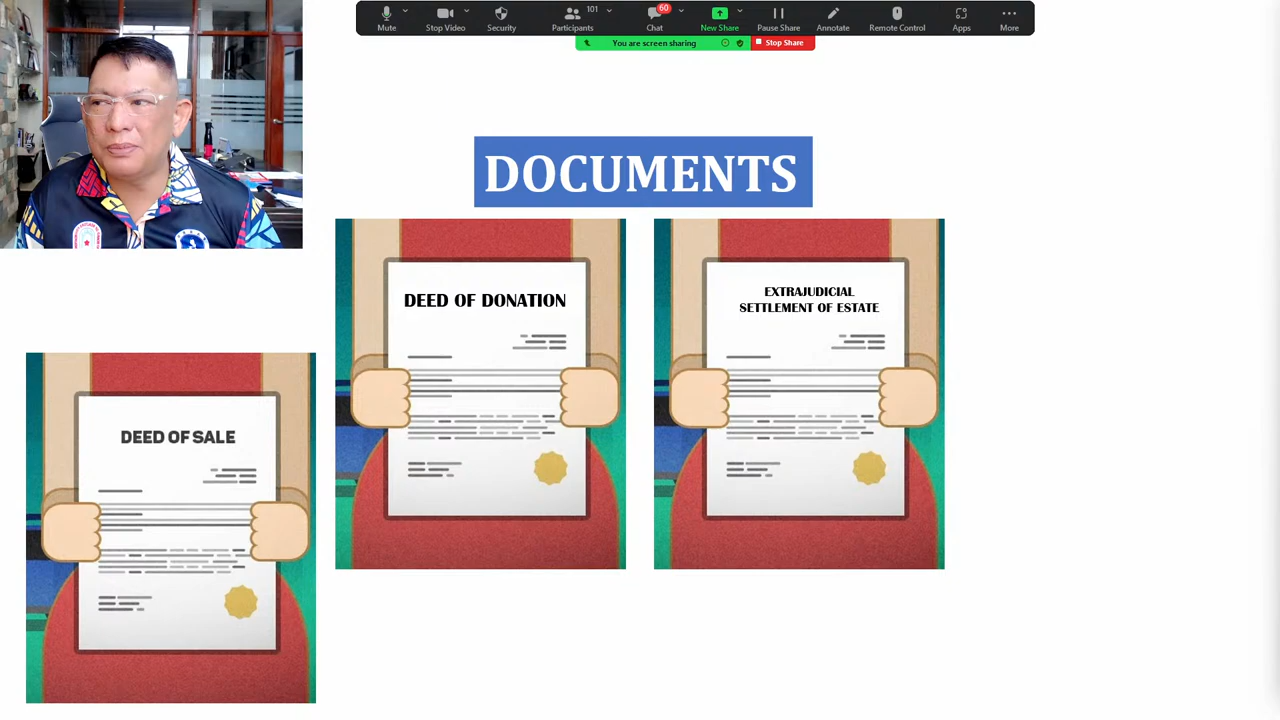 101
60
Mute
Stop Video
Security
Participants
Chat
New Share
Pause Share
Annotate
Remote Control
Apps
More
You are screen sharing
Stop Share
DOCUMENTS
DEED OF DONATION
EXTRAJUDICIAL
SETTLEMENT OF ESTATE
DEED OF SALE